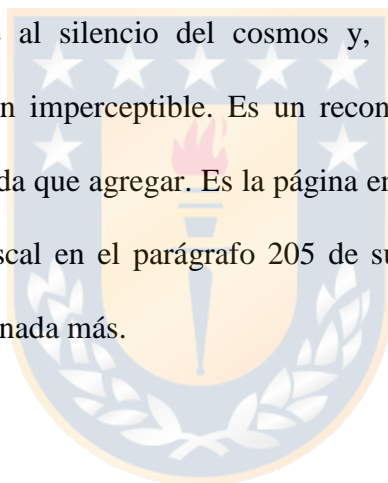 al silencio del cosmos y,
n imperceptible. Es un recon
da que agregar. Es la página en
scal en el parágrafo 205 de su
nada más.